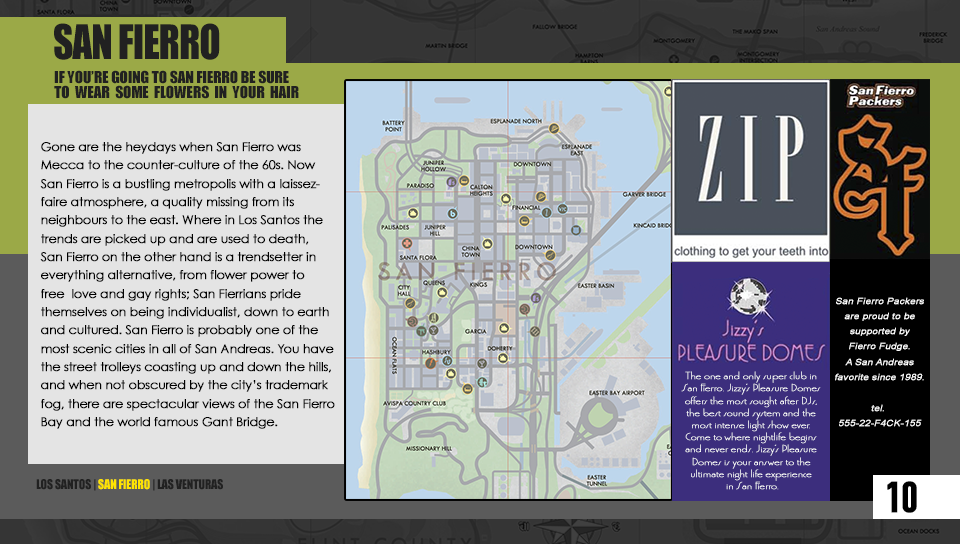 SANTA FLORA
CHINA
TOWN
DOWNTOWN
FALLOW BRIDGE
MARTIN BRIDGE
HAMPTON
BARNS
MONTGOMERY
THE MAKO SPAN
MONTGOMERY
INTERSECTION
San Andreas Sound
FREDERICK
BRIDGE
SAN FIERRO
IF YOU'RE GOING TO SAN FIERRO BE SURE
TO WEAR SOME FLOWERS IN YOUR HAIR
Gone are the heydays when San Fierro was
Mecca to the counter-culture of the 60s. Now
San Fierro is a bustling metropolis with a laissez-
faire atmosphere, a quality missing from its
neighbours to the east. Where in Los Santos the
trends are picked up and are used to death,
San Fierro on the other hand is a trendsetter in
everything alternative, from flower power to
free love and gay rights; San Fierrians pride
themselves on being individualist, down to earth
and cultured. San Fierro is probably one of the
most scenic cities in all of San Andreas. You have
the street trolleys coasting up and down the hills,
and when not obscured by the city's trademark
fog, there are spectacular views of the San Fierro
Bay and the world famous Gant Bridge.
LOS SANTOS | SAN FIERRO | LAS VENTURAS
BATTERY
POINT
ESPLANADE NORTH
ESPLANADE
EAST
JUNIPER
HOLLOW
DOWNTOWN
PARADISO
CALTON
HEIGHTS
GARVER BRIDGE
FINANCIAL
PALISADES
JUNIPER
HILL
KINCAID BRIDGE
CHINA
TOWN
DOWNTOWN
SANTA FLORA
SAN FIERRO
CITY
HALL
QUEENS
KINGS
EASTER BASIN
GARCIA
OCEAN FLATS
HASHBURY
DOHERTY
EASTER BAY AIRPORT
AVISPA COUNTRY CLUB
MISSIONARY HILL
EASTER
TUNNEL
ZIP
clothing to get your teeth into
San Fierro
Packers
Sf
Jizzy's
PLEASURE DOMES
The one and only super club in
San Fierro. Jizzy's Pleasure Domes
offers the most sought after DJs,
the best sound system and the
most intense light show ever.
Come to where nightlife begins
and never ends. Jizzy's Pleasure
Domes is your answer to the
ultimate night life experience
in San Fierro.
San Fierro Packers
are proud to be
supported by
Fierro Fudge.
A San Andreas
favorite since 1989.
tel.
555-22-F4CK-155
10
FLINT COUNTY
OCEAN DOCKS